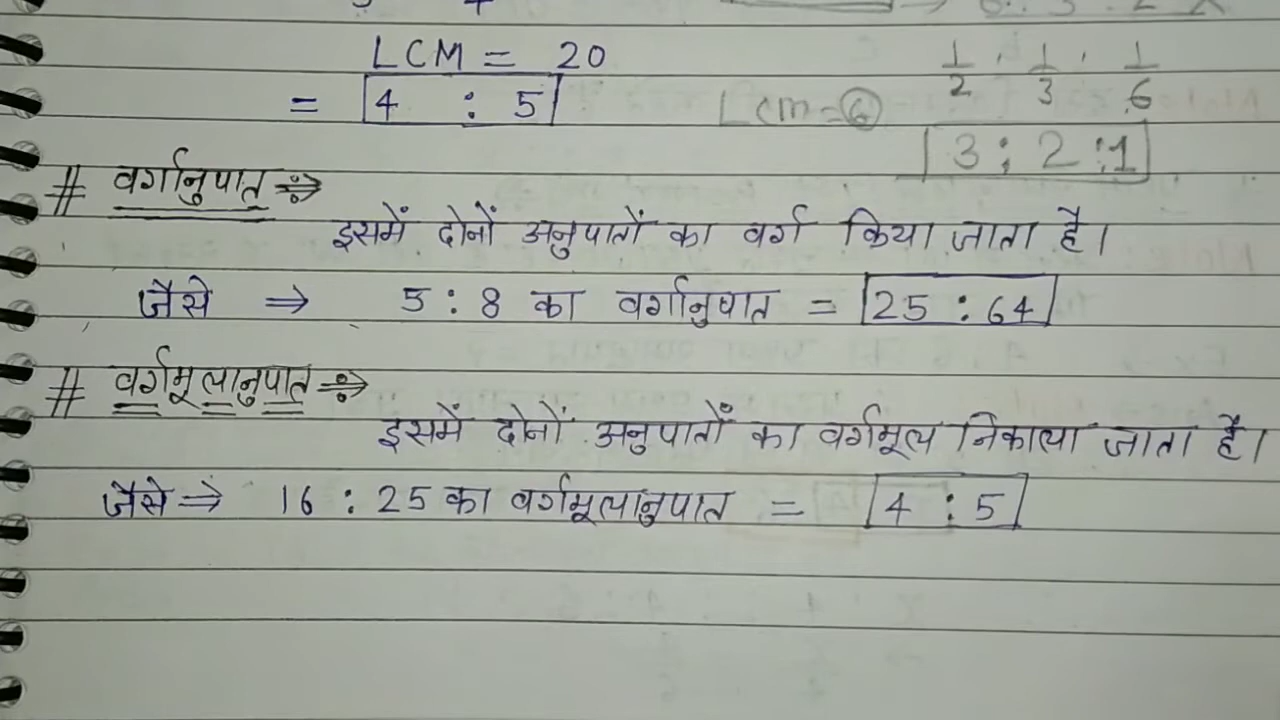 LCM = 20
= 4 : 5
1/2 , 1/3 , 1/6
LCM = 6
3 : 2 : 1
# वर्गानुपात ÷⇒
इसमें दोनों अनुपातों का वर्ग किया जाता है।
जैसे ⇒ 5 : 8 का वर्गानुपात = 25 : 64
# वर्गमूलानुपात ÷⇒
इसमें दोनों अनुपातों का वर्गमूल निकाला जाता है।
जैसे ⇒ 16 : 25 का वर्गमूलानुपात = 4 : 5